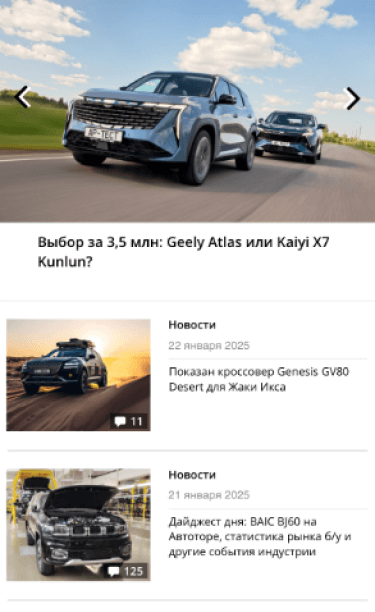 АР-ТЕСТ
Выбор за 3,5 млн: Geely Atlas или Kaiyi X7
Kunlun?
Новости
22 января 2025
Показан кроссовер Genesis GV80
Desert для Жаки Икса
11
Новости
21 января 2025
Дайджест дня: BAIC BJ60 на
Автоторе, статистика рынка б/у и
другие события индустрии
125